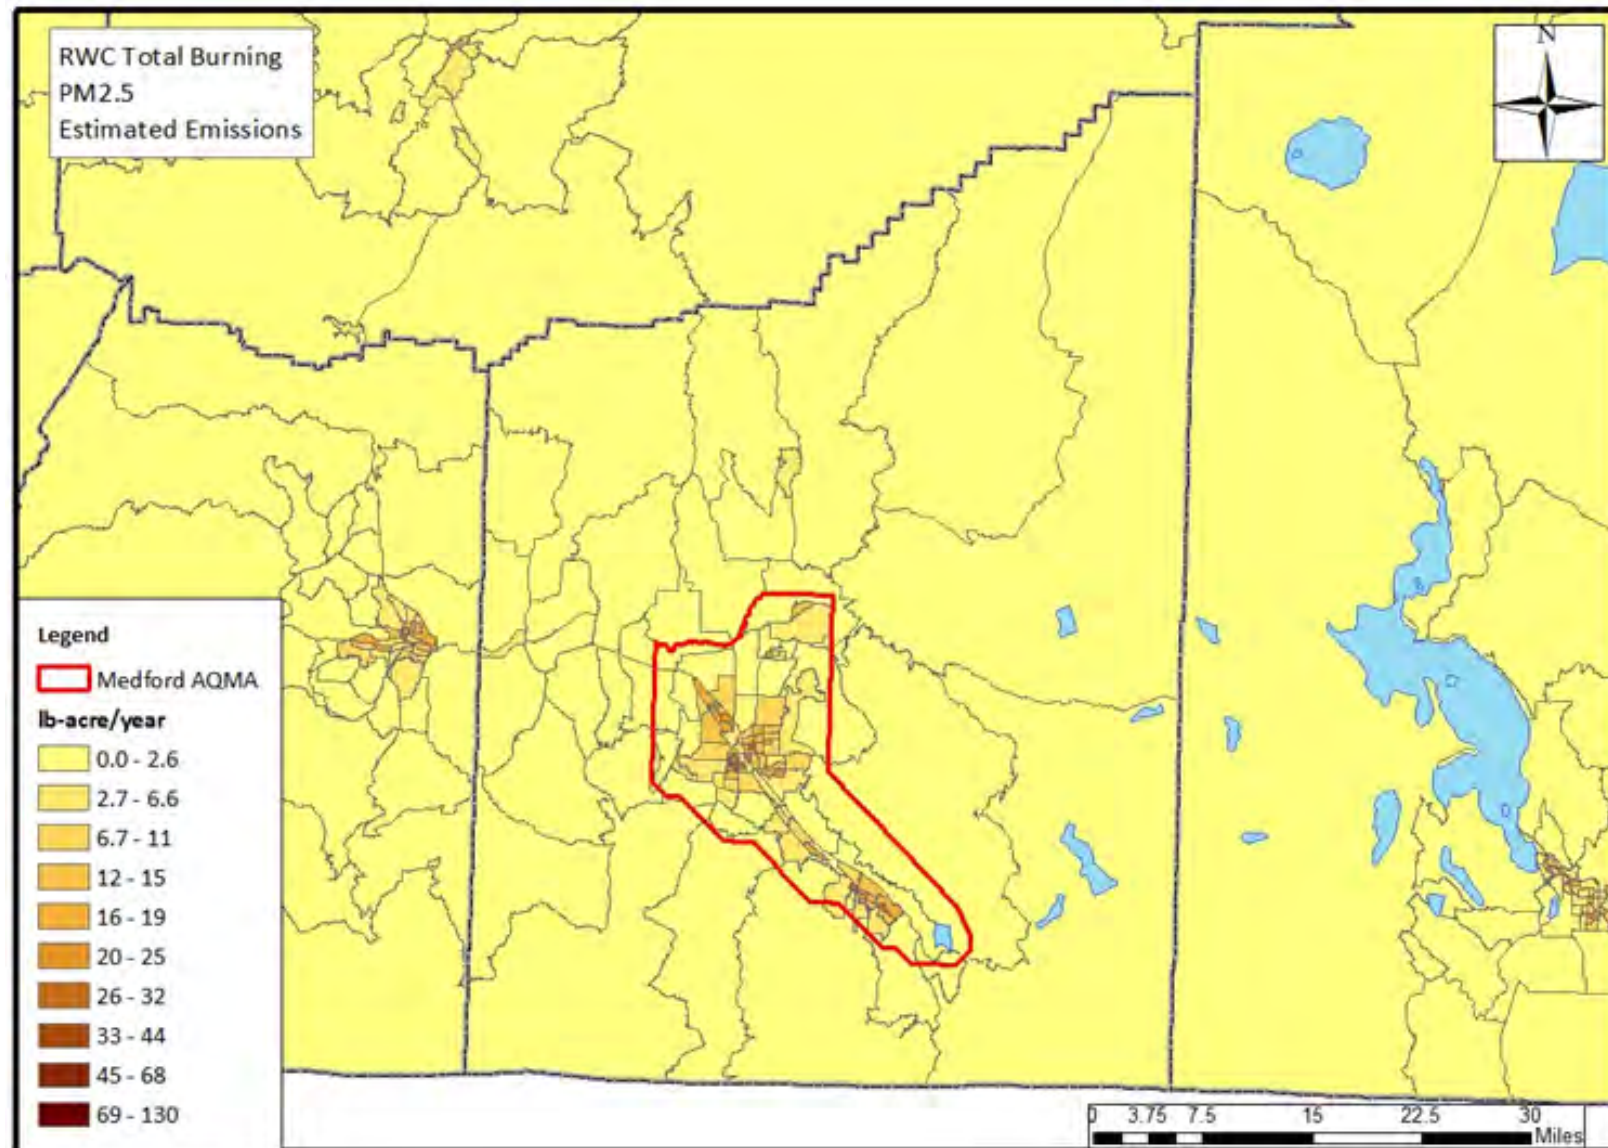 RWC Total Burning
PM2.5
Estimated Emissions
N
Legend
Medford AQMA
lb-acre/year
0.0 - 2.6
2.7 - 6.6
6.7 - 11
12 - 15
16 - 19
20 - 25
26 - 32
33 - 44
45 - 68
69 - 130
0 3.75 7.5 15 22.5 30
Miles